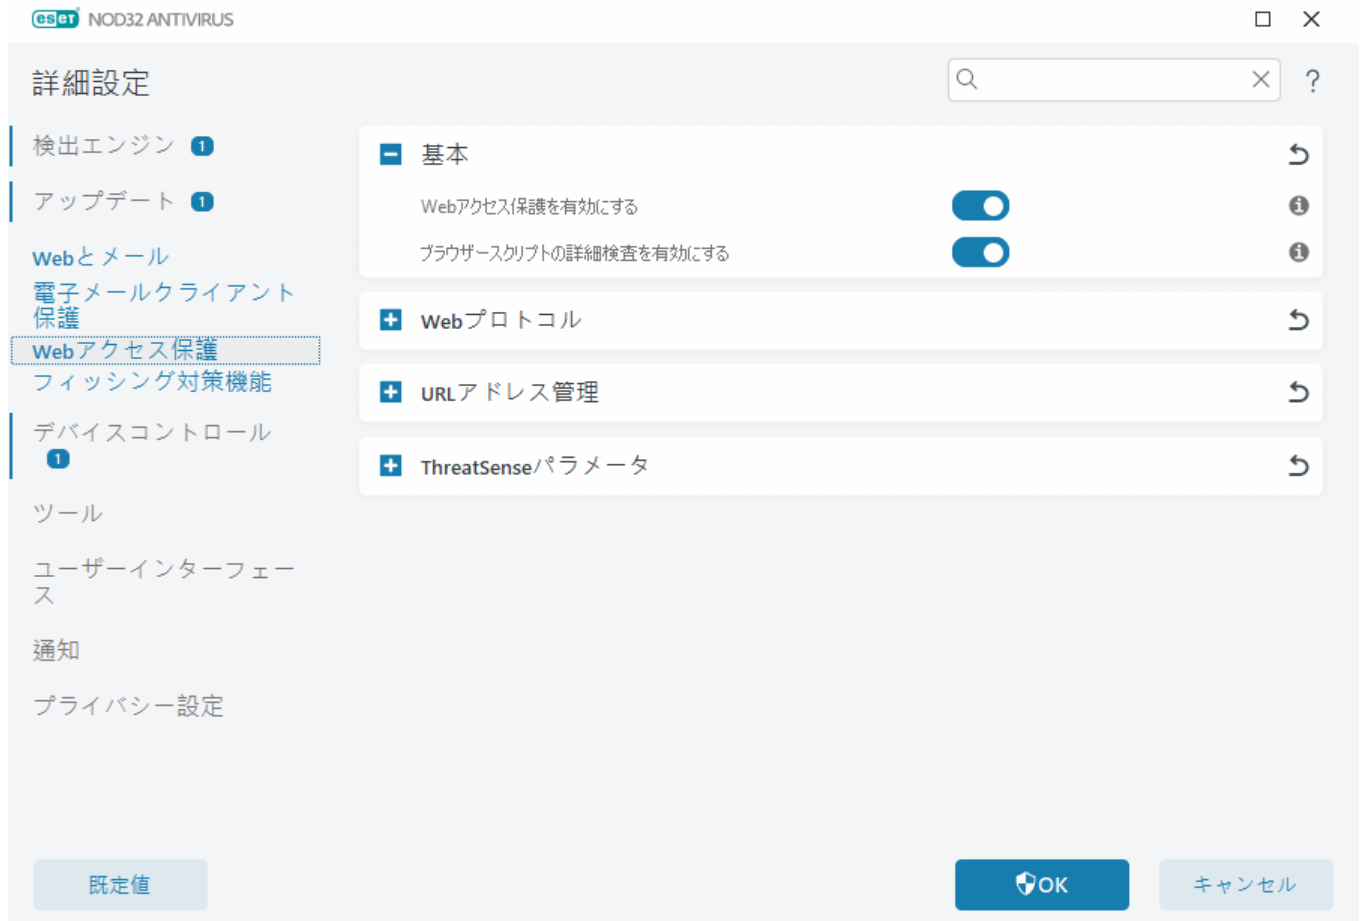 eseT NOD32 ANTIVIRUS
詳細設定
?
検出エンジン 1
アップデート 1
Webとメール
電子メールクライアント
保護
Webアクセス保護
フィッシング対策機能
デバイスコントロール
1
ツール
ユーザーインターフェー
ス
通知
プライバシー設定
基本
Webアクセス保護を有効にする
ブラウザースクリプトの詳細検査を有効にする
Webプロトコル
URLアドレス管理
ThreatSenseパラメータ
既定値
OK
キャンセル